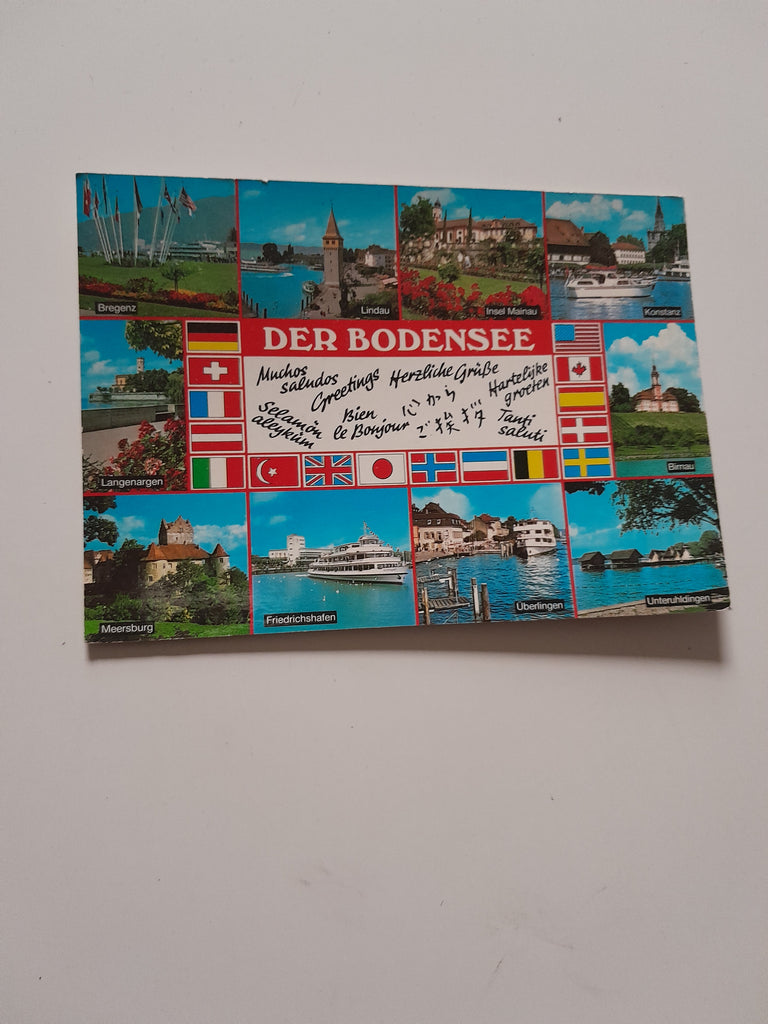 Bregenz
Lindau
Insel Mainau
Konstanz
DER BODENSEE
Muchos
saludos
Greetings
Herzliche Grüße
Hartelijke
groeten
Selamün
aleyküm
Bien
le Bonjour
心から
ご挨拶
Tanti
saluti
Langenargen
Birnau
Meersburg
Friedrichshafen
Überlingen
Unteruhldingen